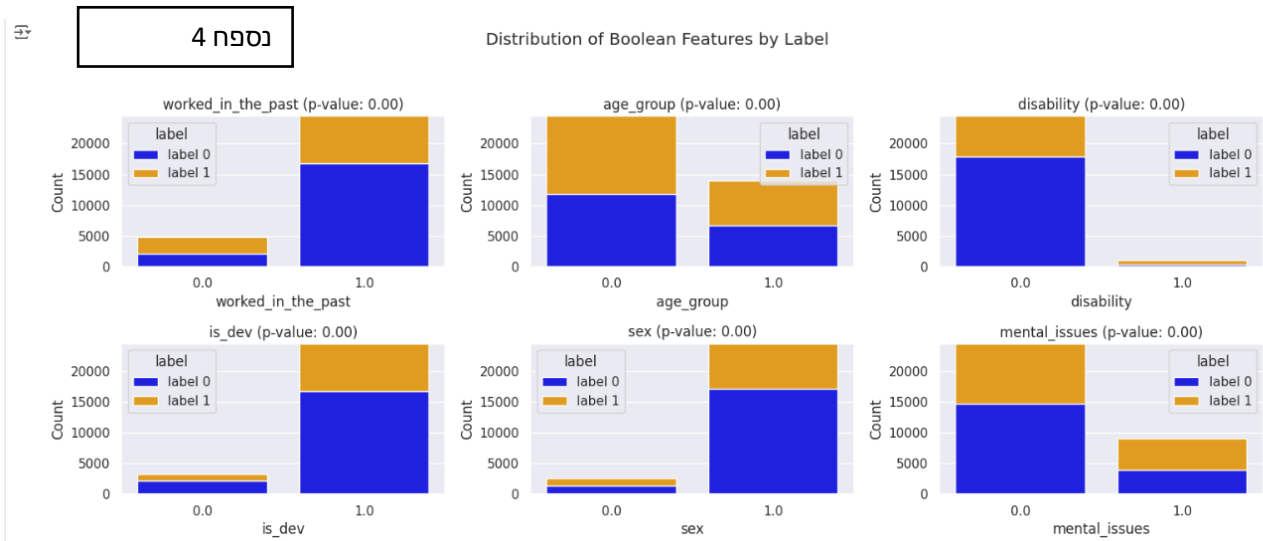 נספח 4
Distribution of Boolean Features by Label
worked_in_the_past (p-value: 0.00)
label
label 0
label 1
20000
15000
10000
5000
0
Count
0.0 1.0
worked_in_the_past
age_group (p-value: 0.00)
label
label 0
label 1
20000
15000
10000
5000
0
Count
0.0 1.0
age_group
disability (p-value: 0.00)
label
label 0
label 1
20000
15000
10000
5000
0
Count
0.0 1.0
disability
is_dev (p-value: 0.00)
label
label 0
label 1
20000
15000
10000
5000
0
Count
0.0 1.0
is_dev
sex (p-value: 0.00)
label
label 0
label 1
20000
15000
10000
5000
0
Count
0.0 1.0
sex
mental_issues (p-value: 0.00)
label
label 0
label 1
20000
15000
10000
5000
0
Count
0.0 1.0
mental_issues